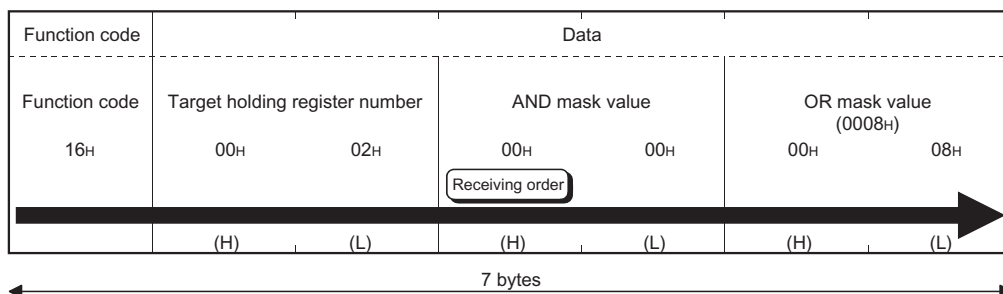 Function code Data
Function code Target holding register number AND mask value OR mask value
(0008H)
16H 00H 02H 00H 00H 00H 08H
Receiving order
(H) (L) (H) (L) (H) (L)
7 bytes